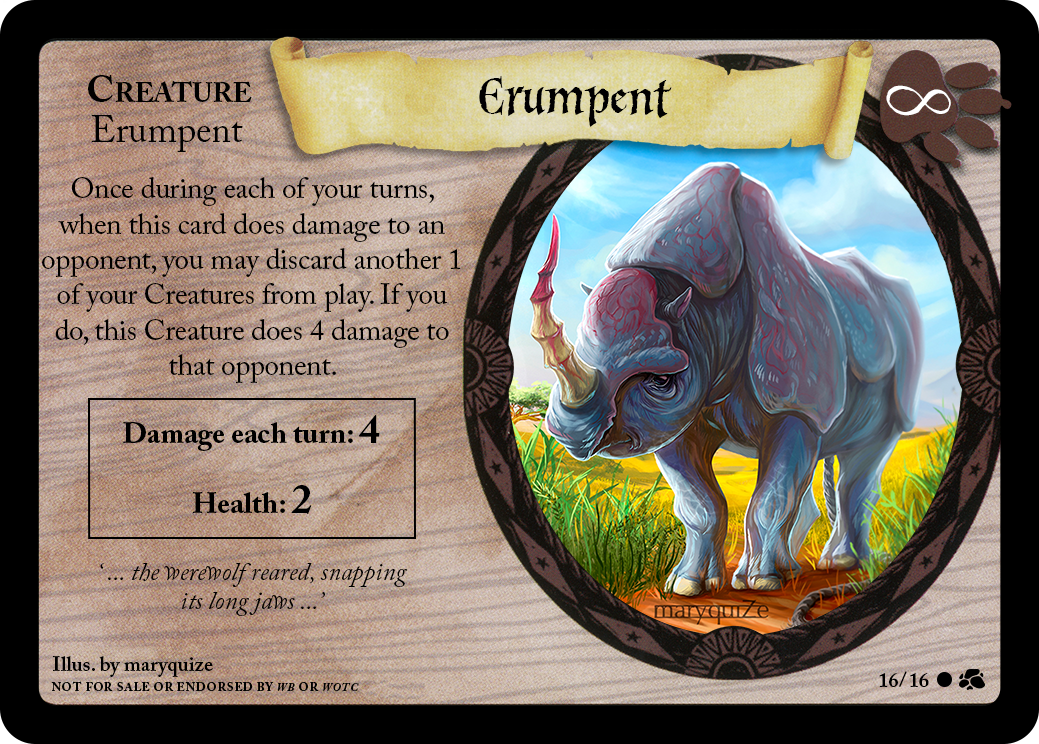 Erumpent
CREATURE
Erumpent
∞
Once during each of your turns,
when this card does damage to an
opponent, you may discard another 1
of your Creatures from play. If you
do, this Creature does 4 damage to
that opponent.
Damage each turn: 4
Health: 2
‘ ... the werewolf reared, snapping
its long jaws ...’
maryquiZe
Illus. by maryquize
NOT FOR SALE OR ENDORSED BY WB OR WOTC
16/16